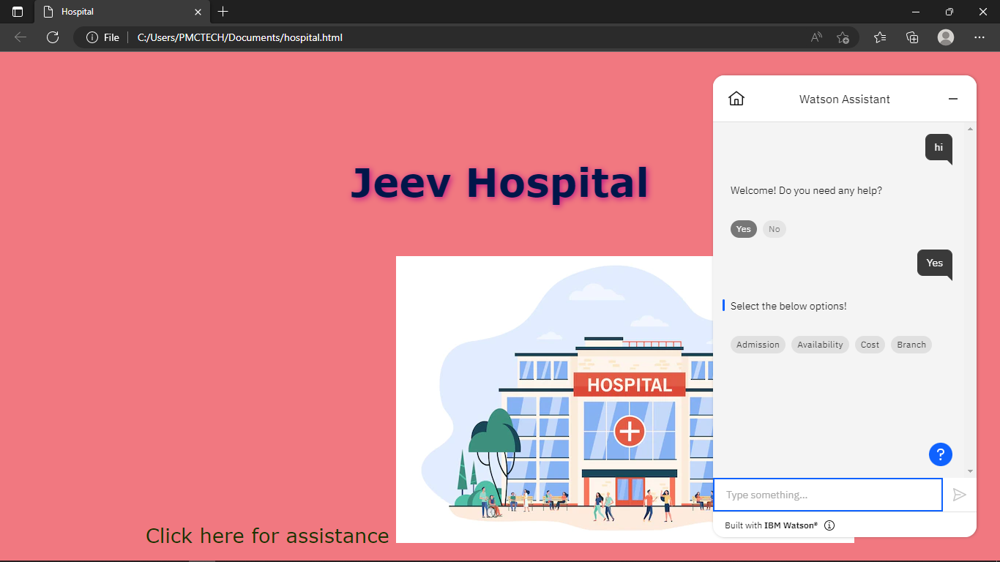 Hospital
File
C:/Users/PMCTECH/Documents/hospital.html
Watson Assistant
hi
Jeev Hospital
Welcome! Do you need any help?
Yes No
Yes
Select the below options!
Admission Availability Cost Branch
HOSPITAL
?
Type something...
Built with IBM Watson®
Click here for assistance